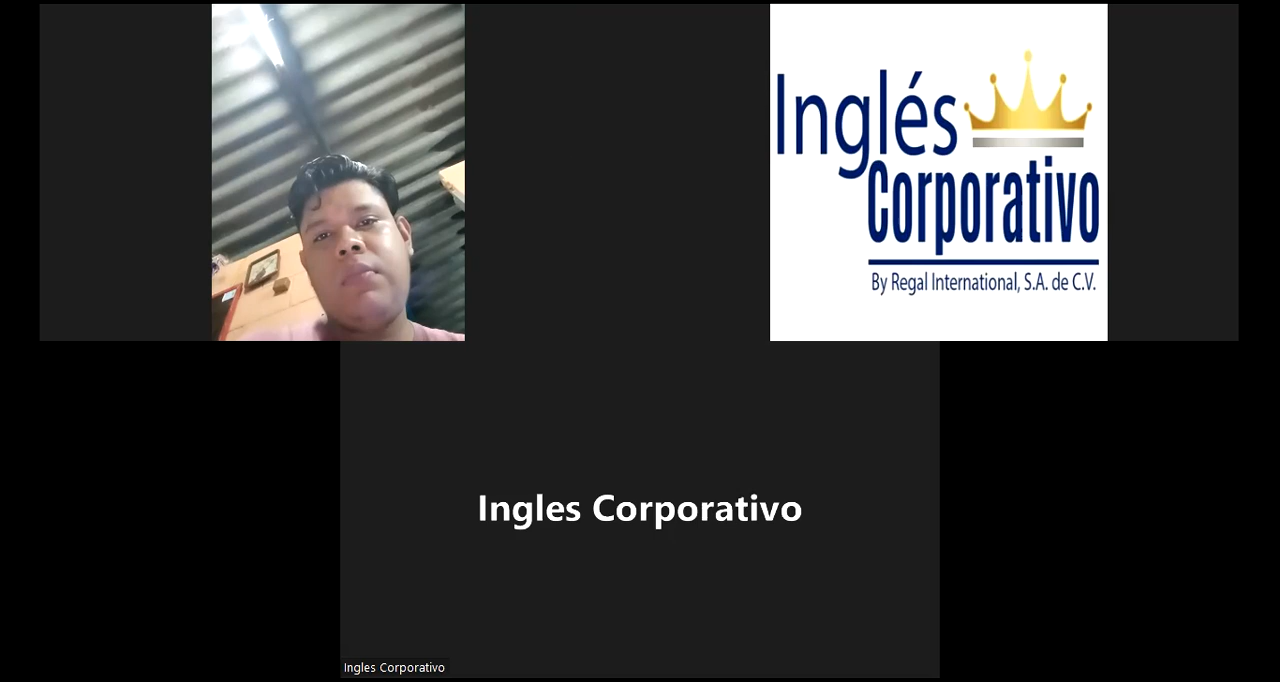 Inglés
Corporativo
By Regal International, S.A. de C.V.
Ingles Corporativo
Ingles Corporativo